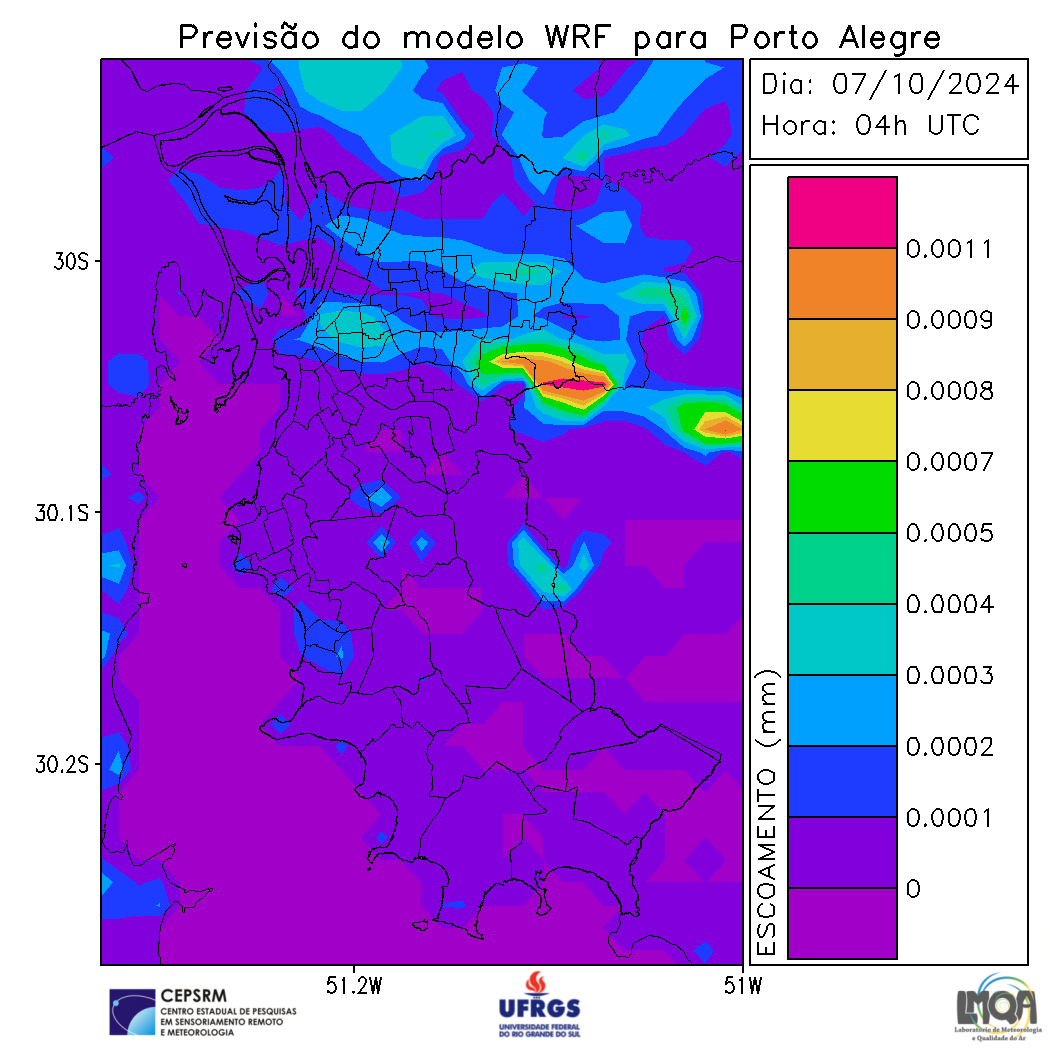 Previsão do modelo WRF para Porto Alegre
Dia: 07/10/2024
Hora: 04h UTC
0.0011
0.0009
0.0008
0.0007
0.0005
0.0004
0.0003
0.0002
0.0001
0
ESCOAMENTO (mm)
30S
30.1S
30.2S
51.2W
51W
CEPSRM
CENTRO ESTADUAL DE PESQUISAS
EM SENSORIAMENTO REMOTO
E METEOROLOGIA
UFRGS
UNIVERSIDADE FEDERAL
DO RIO GRANDE DO SUL
LMQA
Laboratório de Meteorologia
e Qualidade do Ar